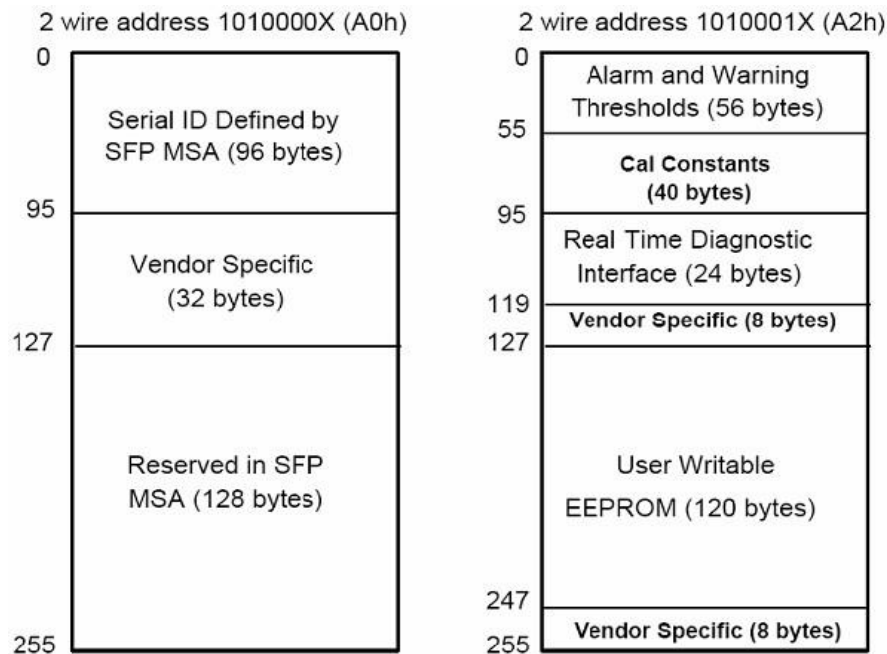 2 wire address 1010000X (A0h)
0
Serial ID Defined by
SFP MSA (96 bytes)
95
Vendor Specific
(32 bytes)
127
Reserved in SFP
MSA (128 bytes)
255
2 wire address 1010001X (A2h)
0
Alarm and Warning
Thresholds (56 bytes)
55
Cal Constants
(40 bytes)
95
Real Time Diagnostic
Interface (24 bytes)
119
Vendor Specific (8 bytes)
127
User Writable
EEPROM (120 bytes)
247
Vendor Specific (8 bytes)
255